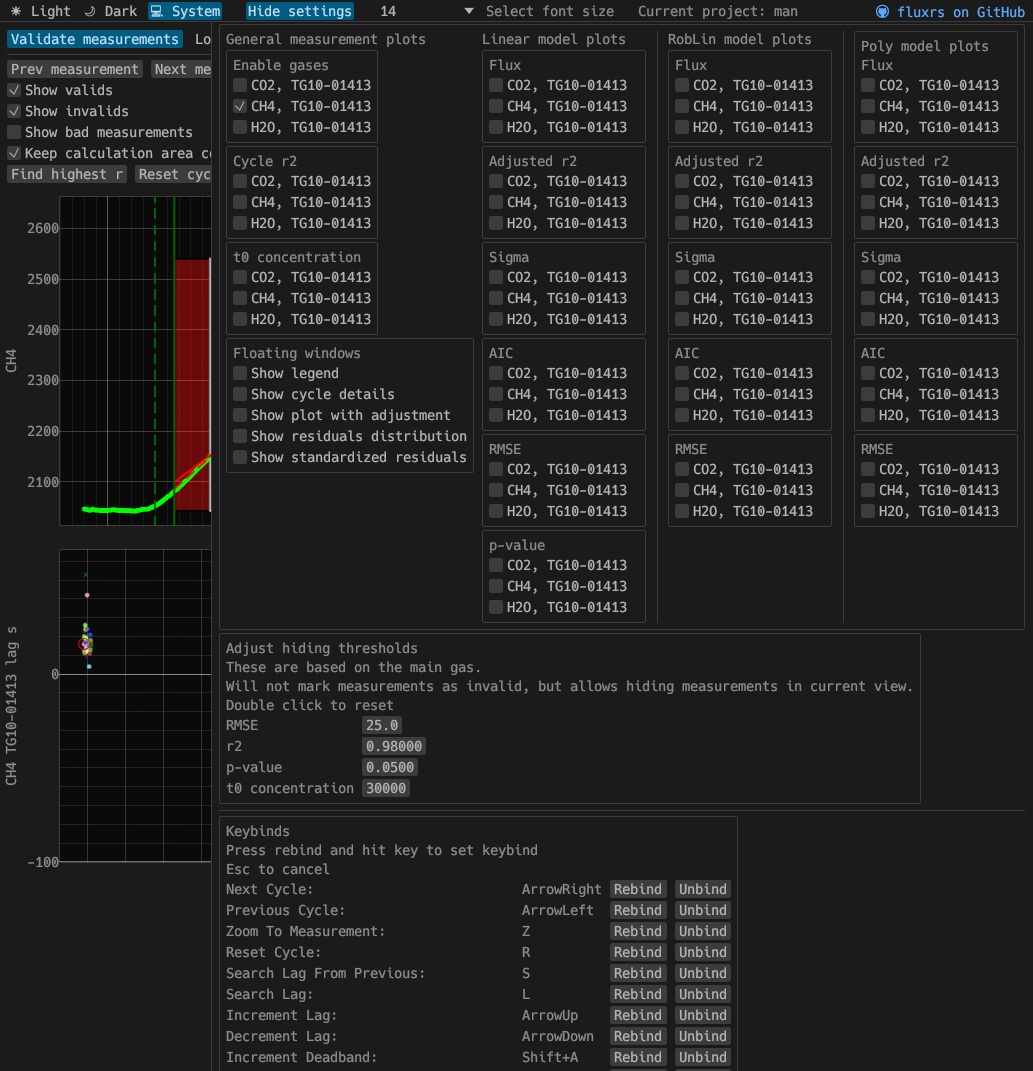 Light Dark System Hide settings 14 Select font size Current project: man fluxrs on GitHub
Validate measurements Lo
Prev measurement Next me
Show valids
Show invalids
Show bad measurements
Keep calculation area co
Find highest r Reset cyc
2600
2500
2400
2300
2200
2100
CH4
0
-100
CH4 TG10-01413 lag s
General measurement plots
Enable gases
CO2, TG10-01413
CH4, TG10-01413
H2O, TG10-01413
Cycle r2
CO2, TG10-01413
CH4, TG10-01413
H2O, TG10-01413
t0 concentration
CO2, TG10-01413
CH4, TG10-01413
H2O, TG10-01413
Floating windows
Show legend
Show cycle details
Show plot with adjustment
Show residuals distribution
Show standardized residuals
Linear model plots
Flux
CO2, TG10-01413
CH4, TG10-01413
H2O, TG10-01413
Adjusted r2
CO2, TG10-01413
CH4, TG10-01413
H2O, TG10-01413
Sigma
CO2, TG10-01413
CH4, TG10-01413
H2O, TG10-01413
AIC
CO2, TG10-01413
CH4, TG10-01413
H2O, TG10-01413
RMSE
CO2, TG10-01413
CH4, TG10-01413
H2O, TG10-01413
p-value
CO2, TG10-01413
CH4, TG10-01413
H2O, TG10-01413
RobLin model plots
Flux
CO2, TG10-01413
CH4, TG10-01413
H2O, TG10-01413
Adjusted r2
CO2, TG10-01413
CH4, TG10-01413
H2O, TG10-01413
Sigma
CO2, TG10-01413
CH4, TG10-01413
H2O, TG10-01413
AIC
CO2, TG10-01413
CH4, TG10-01413
H2O, TG10-01413
RMSE
CO2, TG10-01413
CH4, TG10-01413
H2O, TG10-01413
Poly model plots
Flux
CO2, TG10-01413
CH4, TG10-01413
H2O, TG10-01413
Adjusted r2
CO2, TG10-01413
CH4, TG10-01413
H2O, TG10-01413
Sigma
CO2, TG10-01413
CH4, TG10-01413
H2O, TG10-01413
AIC
CO2, TG10-01413
CH4, TG10-01413
H2O, TG10-01413
RMSE
CO2, TG10-01413
CH4, TG10-01413
H2O, TG10-01413
Adjust hiding thresholds
These are based on the main gas.
Will not mark measurements as invalid, but allows hiding measurements in current view.
Double click to reset
RMSE 25.0
r2 0.98000
p-value 0.0500
t0 concentration 30000
Keybinds
Press rebind and hit key to set keybind
Esc to cancel
Next Cycle: ArrowRight Rebind Unbind
Previous Cycle: ArrowLeft Rebind Unbind
Zoom To Measurement: Z Rebind Unbind
Reset Cycle: R Rebind Unbind
Search Lag From Previous: S Rebind Unbind
Search Lag: L Rebind Unbind
Increment Lag: ArrowUp Rebind Unbind
Decrement Lag: ArrowDown Rebind Unbind
Increment Deadband: Shift+A Rebind Unbind